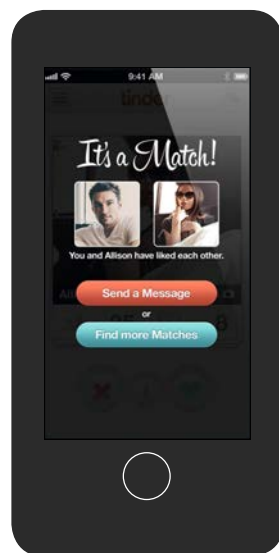 9:41 AM
tinder
It's a Match!
You and Allison have liked each other.
Send a Message
or
Find more Matches